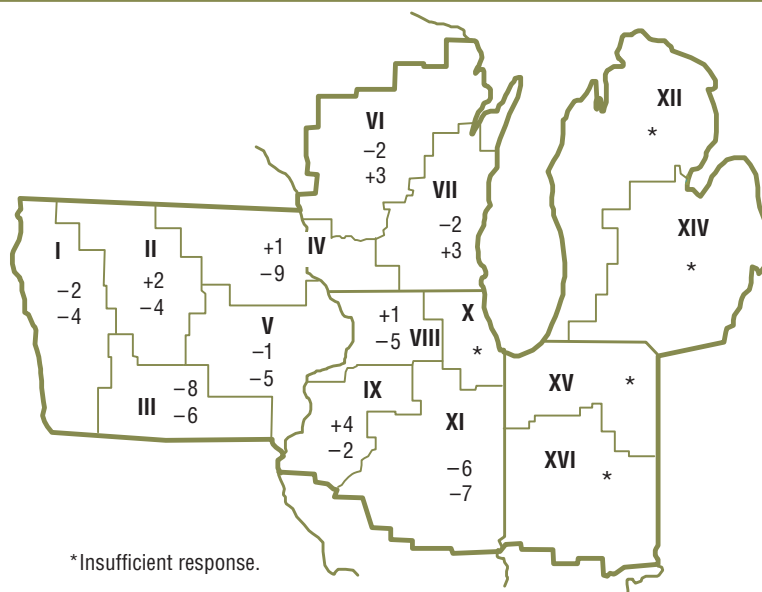 XII
*
VI
−2
+3
VII
−2
+3
XIV
*
I
−2
−4
II
+2
−4
IV
+1
−9
V
−1
−5
+1
−5
VIII
X
*
III
−8
−6
IX
+4
−2
XI
−6
−7
XV *
XVI
*
*Insufficient response.